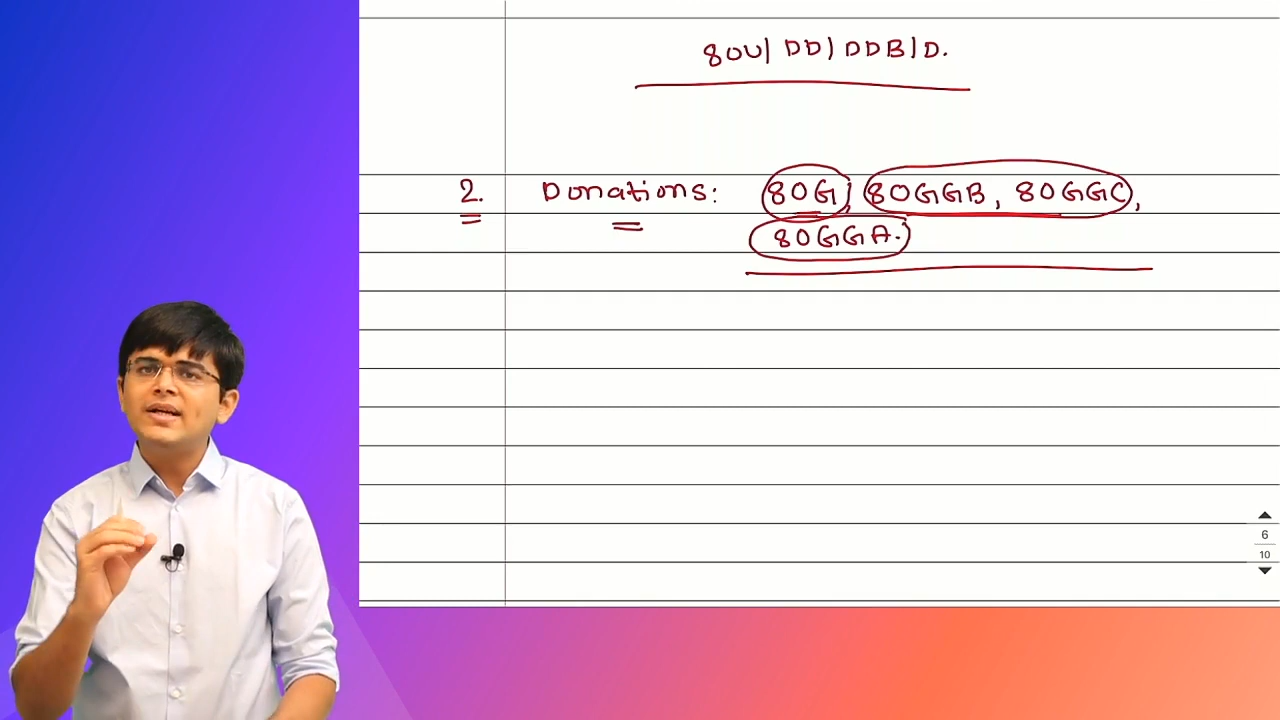 80U/ DD/ DDB/D.
2. Donations: 80G, 80GGB, 80GGC,
80GGA.
6
10